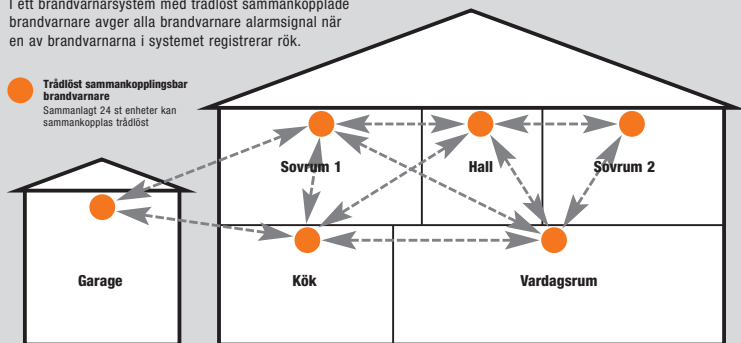 I ett brandvarnarsystem med trådlöst sammankopplade
brandvarnare avger alla brandvarnare alarmsignal när
en av brandvarnarna i systemet registrerar rök.
Trådlöst sammankopplingsbar
brandvarnare
Sammanlagt 24 st enheter kan
sammankopplas trådlöst
Sovrum 1
Hall
Sovrum 2
Garage
Kök
Vardagsrum